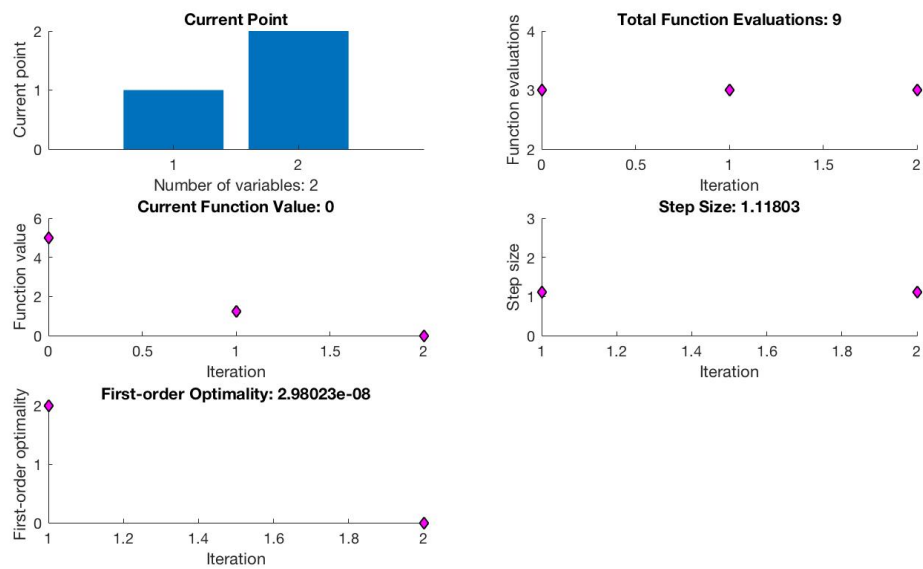 Current Point
2
1
0
Current point
1
2
Number of variables: 2
Total Function Evaluations: 9
4
3
2
Function evaluations
0
0.5
1
1.5
2
Iteration
Current Function Value: 0
6
4
2
0
Function value
0
0.5
1
1.5
2
Iteration
Step Size: 1.11803
3
2
1
0
Step size
1
1.2
1.4
1.6
1.8
2
Iteration
First-order Optimality: 2.98023e-08
2
1
0
First-order optimality
1
1.2
1.4
1.6
1.8
2
Iteration